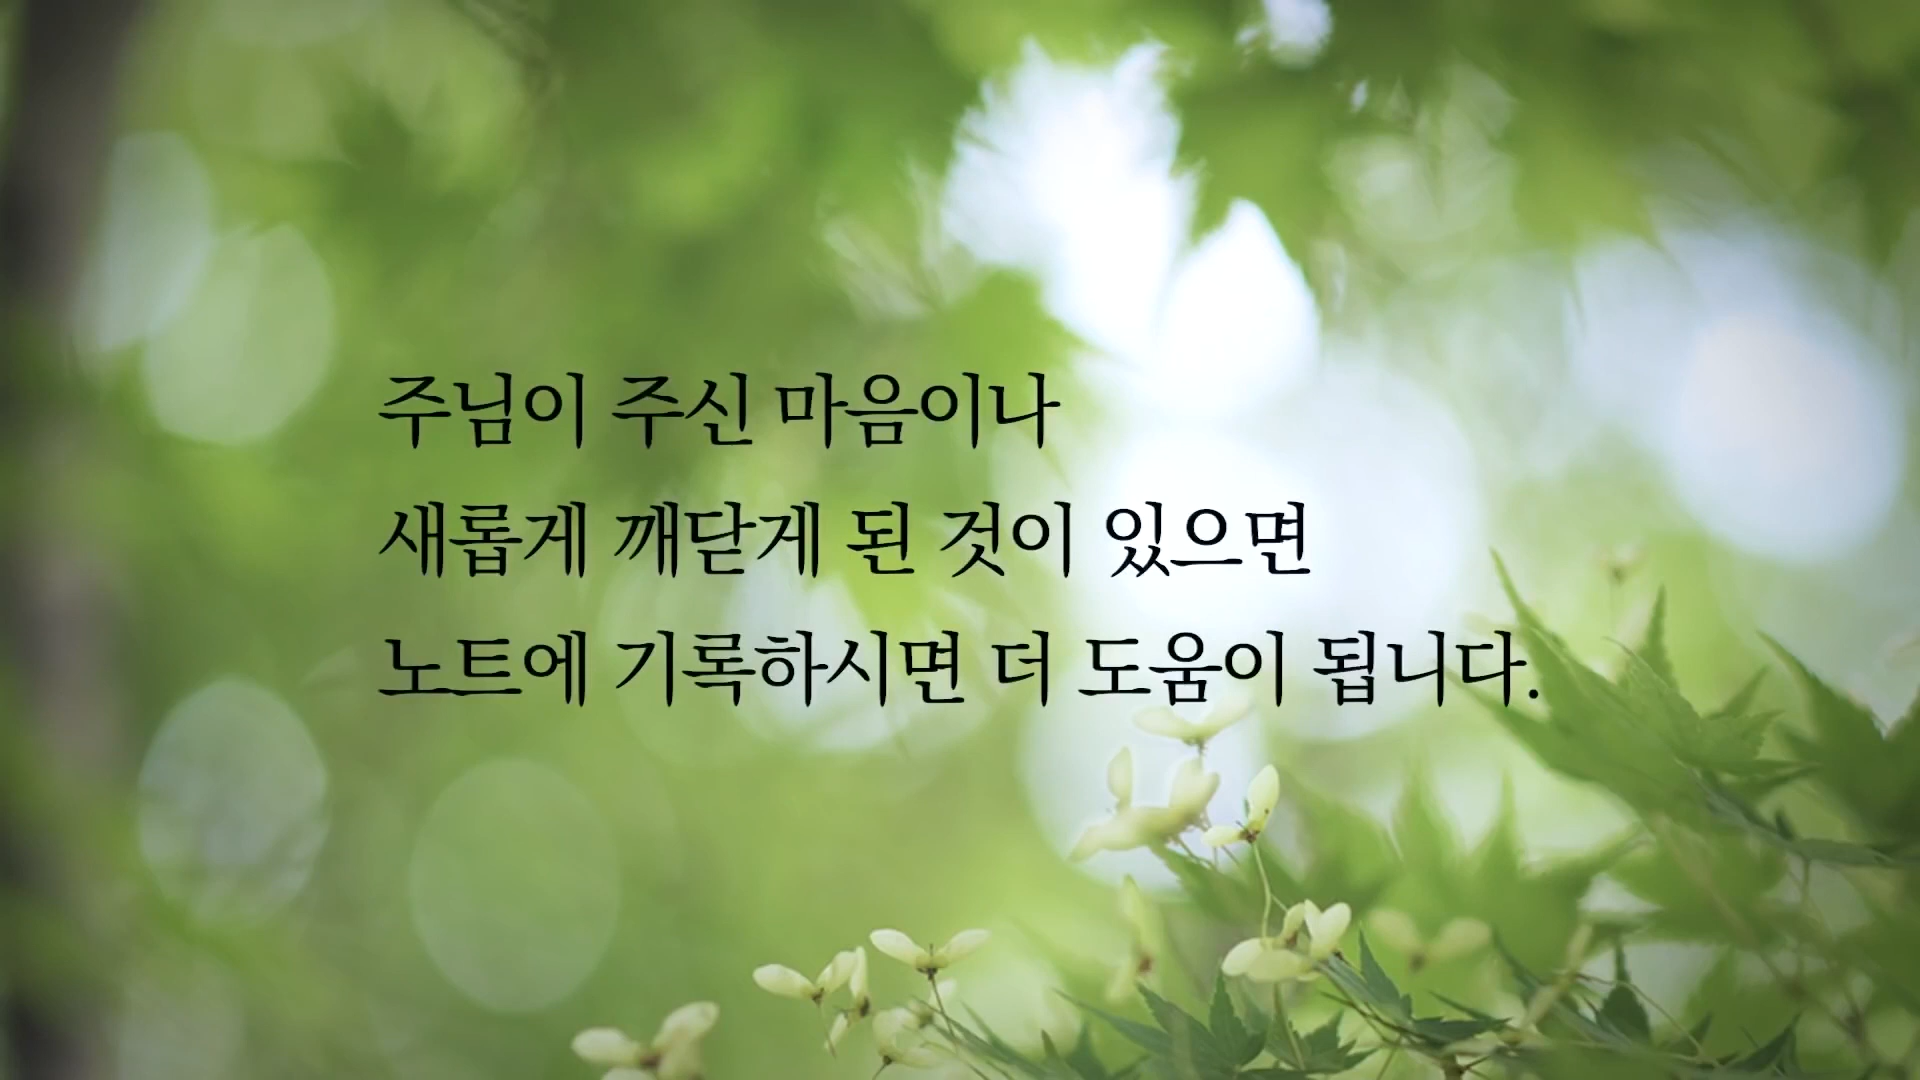 주님이 주신 마음이나
새롭게 깨닫게 된 것이 있으면
노트에 기록하시면 더 도움이 됩니다.